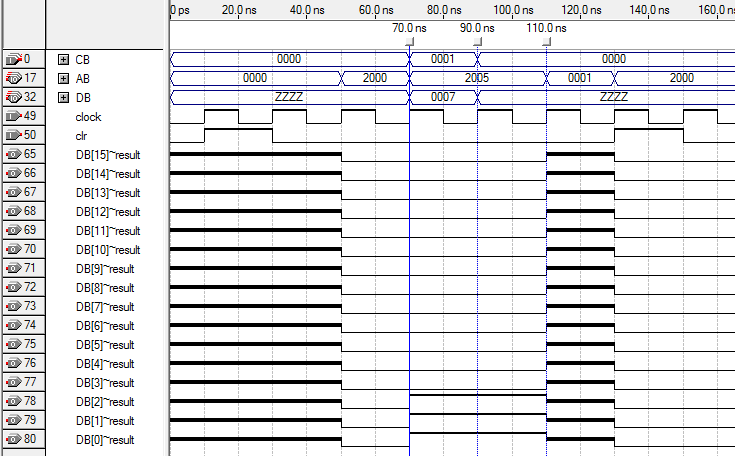 0 ps 20.0 ns 40.0 ns 60.0 ns 80.0 ns 100.0 ns 120.0 ns 140.0 ns 160.0 n
70.0 ns 90.0 ns 110.0 ns
0 CB 0000 0001 0000
17 AB 0000 2000 2005 0001 2000
32 DB ZZZZ 0007 ZZZZ
49 clock
50 clr
65 DB[15]~result
66 DB[14]~result
67 DB[13]~result
68 DB[12]~result
69 DB[11]~result
70 DB[10]~result
71 DB[9]~result
72 DB[8]~result
73 DB[7]~result
74 DB[6]~result
75 DB[5]~result
76 DB[4]~result
77 DB[3]~result
78 DB[2]~result
79 DB[1]~result
80 DB[0]~result